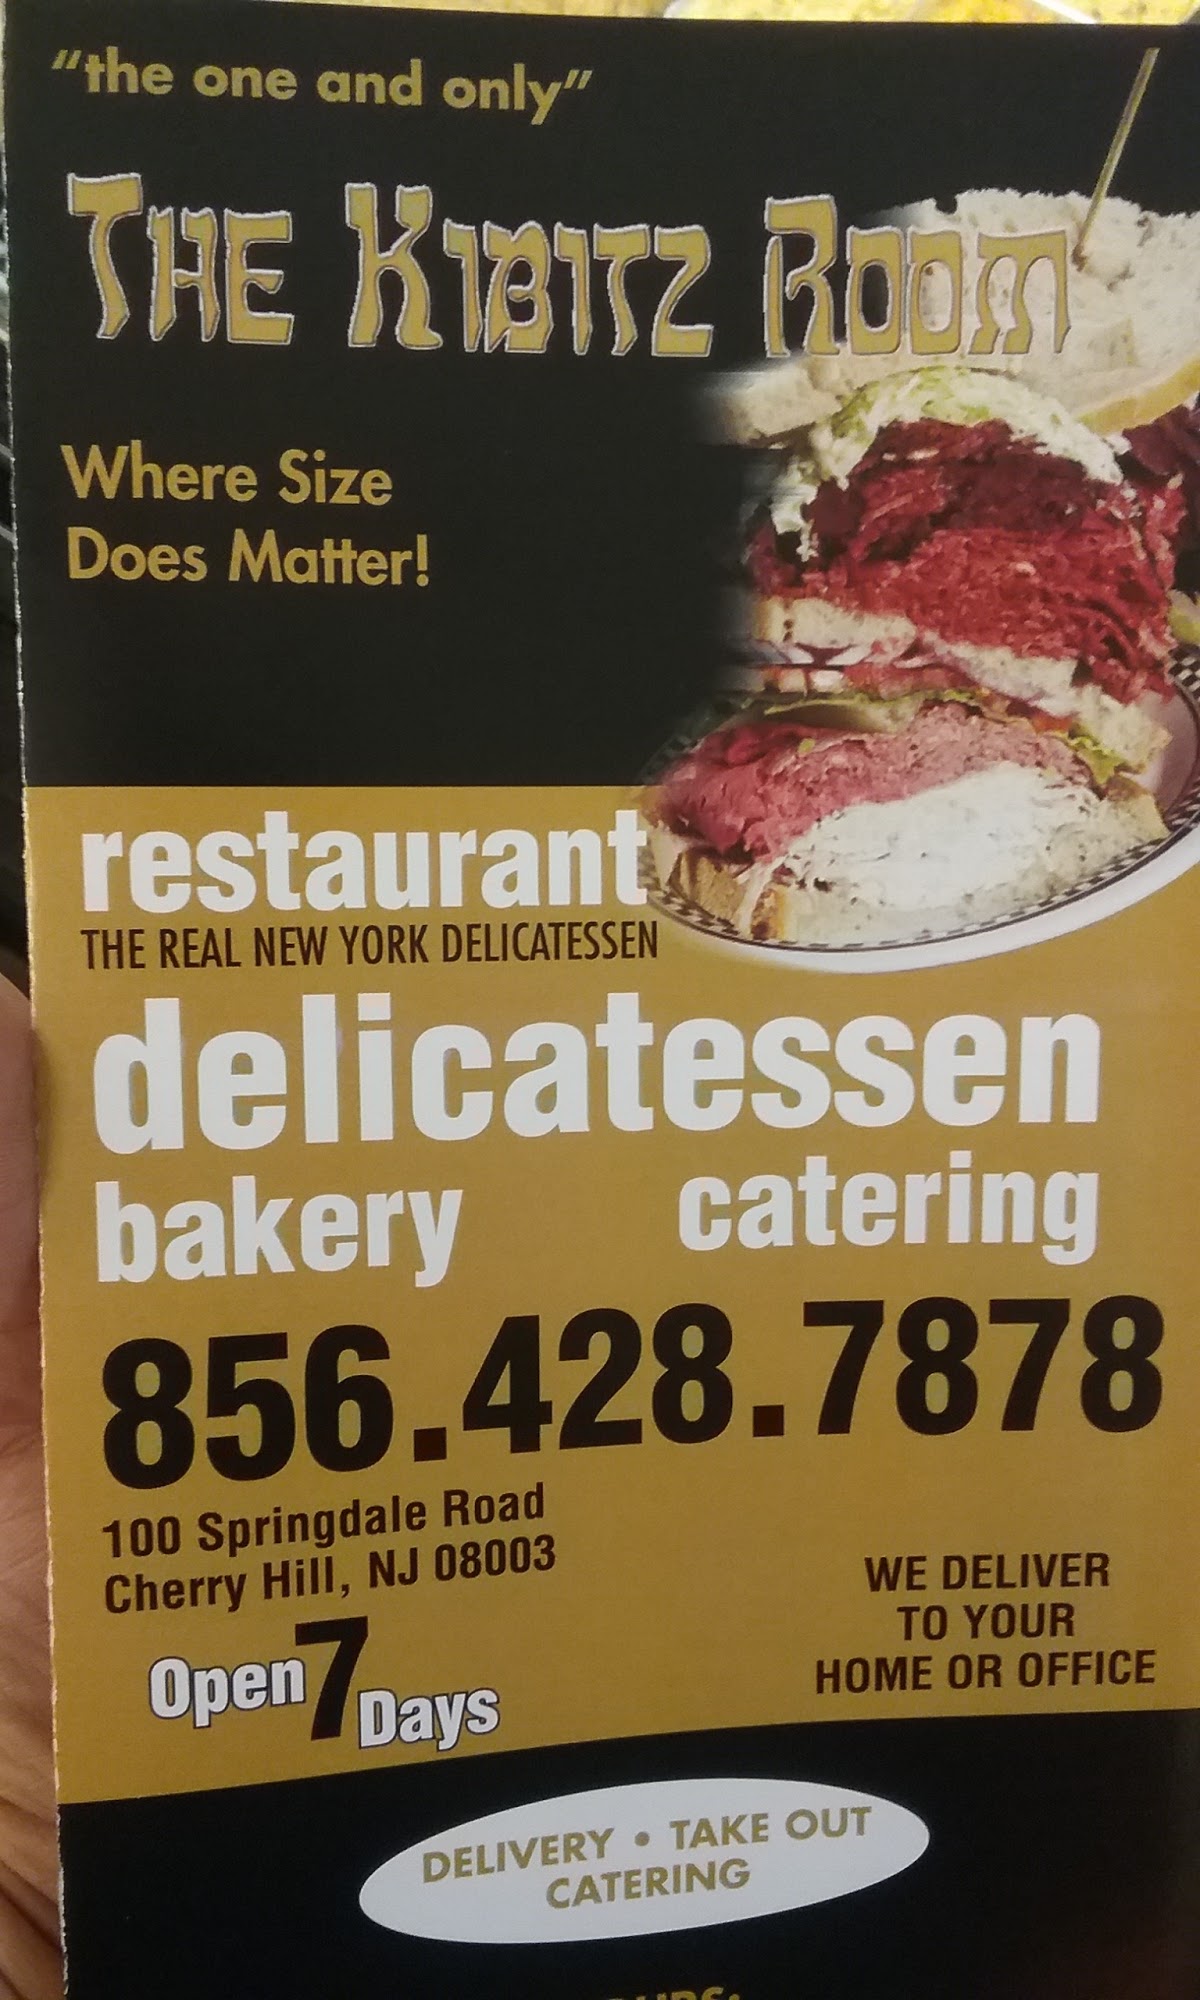 "the one and only"
THE KIBITZ ROOM
Where Size
Does Matter!
restaurant
THE REAL NEW YORK DELICATESSEN
delicatessen
bakery catering
856.428.7878
100 Springdale Road
Cherry Hill, NJ 08003
Open 7 Days
WE DELIVER
TO YOUR
HOME OR OFFICE
DELIVERY • TAKE OUT
CATERING